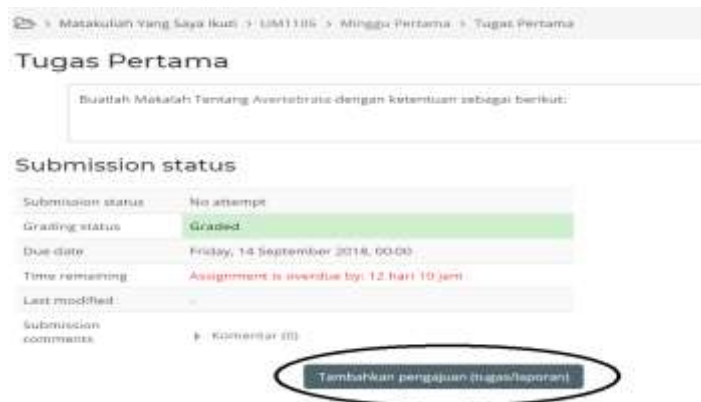 > Matakuliah Yang Saya Ikuti > UM1105 > Minggu Pertama > Tugas Pertama
Tugas Pertama
Buatlah Makalah Tentang Avertebrata dengan ketentuan sebagai berikut:
Submission status
Submission status No attempt
Grading status Graded
Due date Friday, 14 September 2018, 00:00
Time remaining Assignment is overdue by: 12 hari 10 jam
Last modified -
Submission comments Komentar (0)
Tambahkan pengajuan (tugas/laporan)